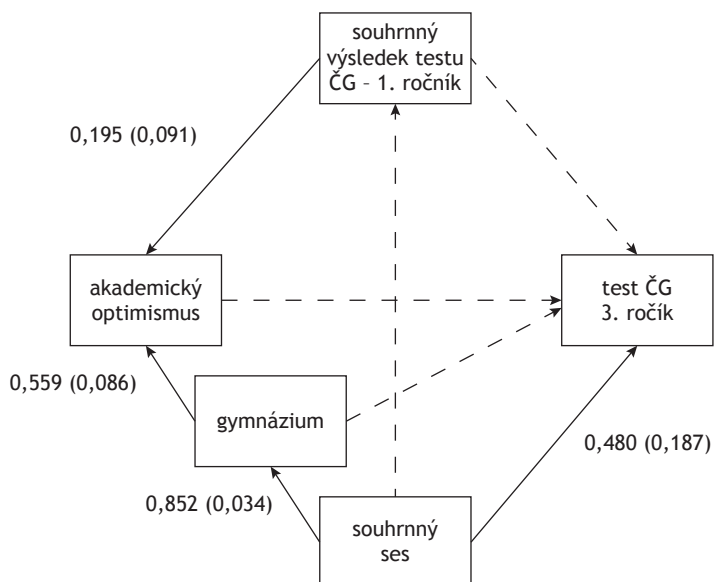 souhrnný
výsledek testu
ČG – 1. ročník
0,195 (0,091)
akademický
optimismus
test ČG
3. ročík
0,559 (0,086)
gymnázium
0,480 (0,187)
0,852 (0,034)
souhrnný
ses